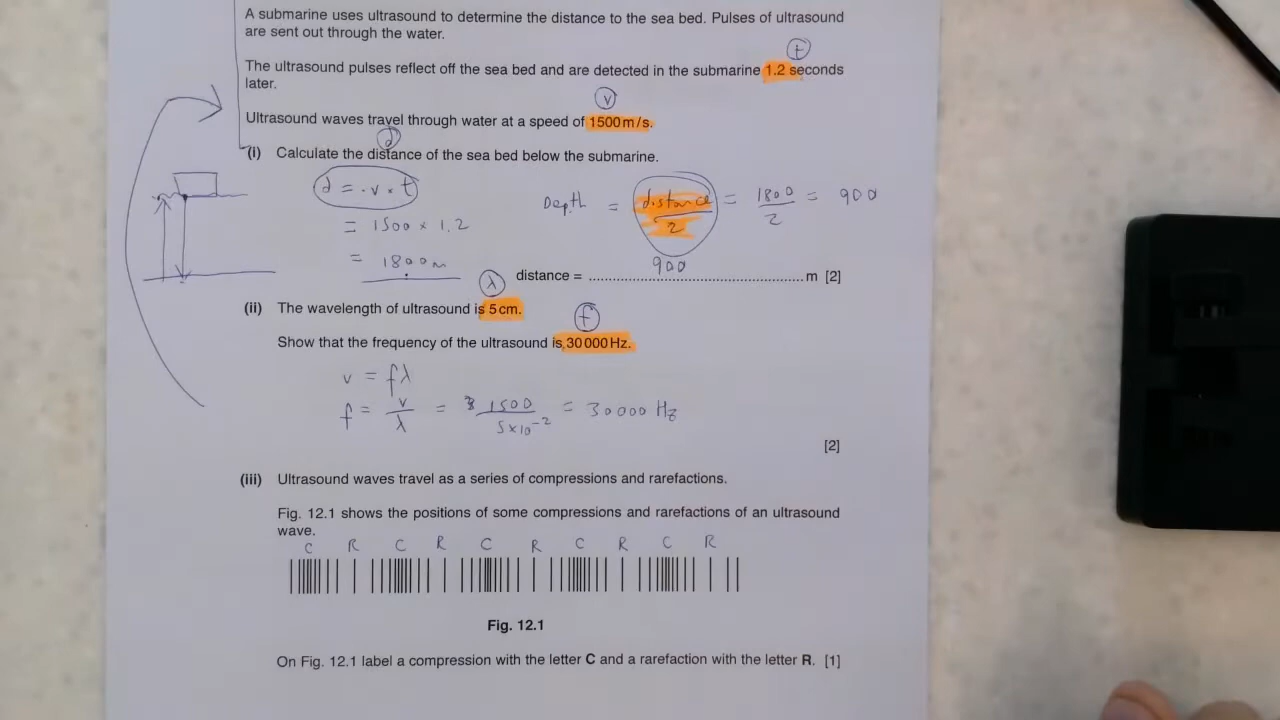 A submarine uses ultrasound to determine the distance to the sea bed. Pulses of ultrasound
are sent out through the water.
t
The ultrasound pulses reflect off the sea bed and are detected in the submarine 1.2 seconds
later.
v
Ultrasound waves travel through water at a speed of 1500 m/s.
d
(i) Calculate the distance of the sea bed below the submarine.
d = v × t
= 1500 × 1.2
= 1800m
Depth = distance/2 = 1800/2 = 900
900
distance = ........................................ m [2]
λ
(ii) The wavelength of ultrasound is 5 cm.
f
Show that the frequency of the ultrasound is 30 000 Hz.
v = fλ
f = v/λ = 1500/5×10⁻² = 30000 Hz
[2]
(iii) Ultrasound waves travel as a series of compressions and rarefactions.
Fig. 12.1 shows the positions of some compressions and rarefactions of an ultrasound
wave.
C R C R C R C R C R
Fig. 12.1
On Fig. 12.1 label a compression with the letter C and a rarefaction with the letter R. [1]